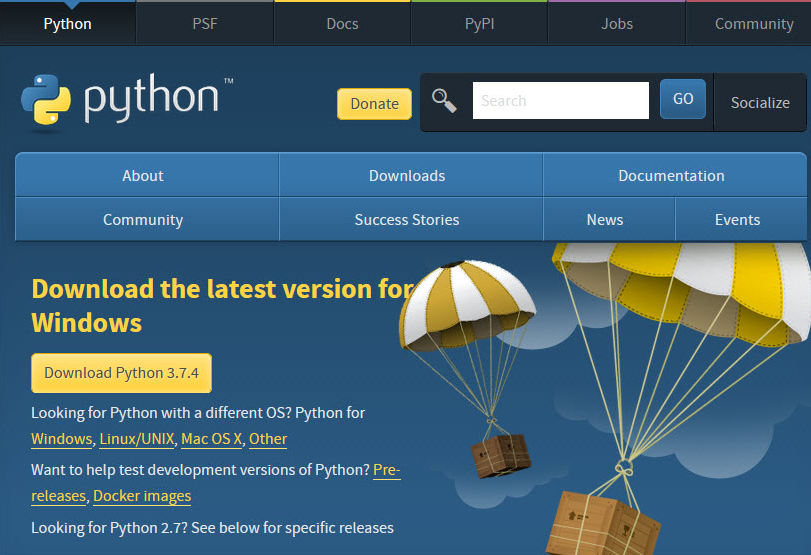 Python PSF Docs PyPI Jobs Community
python™ Donate Search GO Socialize
About Downloads Documentation
Community Success Stories News Events
Download the latest version for
Windows
Download Python 3.7.4
Looking for Python with a different OS? Python for
Windows, Linux/UNIX, Mac OS X, Other
Want to help test development versions of Python? Pre-
releases, Docker images
Looking for Python 2.7? See below for specific releases